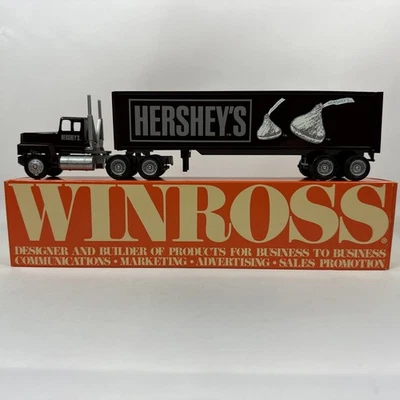 HERSHEY'S
HERSHEY'S
WINROSS®
DESIGNER AND BUILDER OF PRODUCTS FOR BUSINESS TO BUSINESS
COMMUNICATIONS • MARKETING • ADVERTISING • SALES PROMOTION